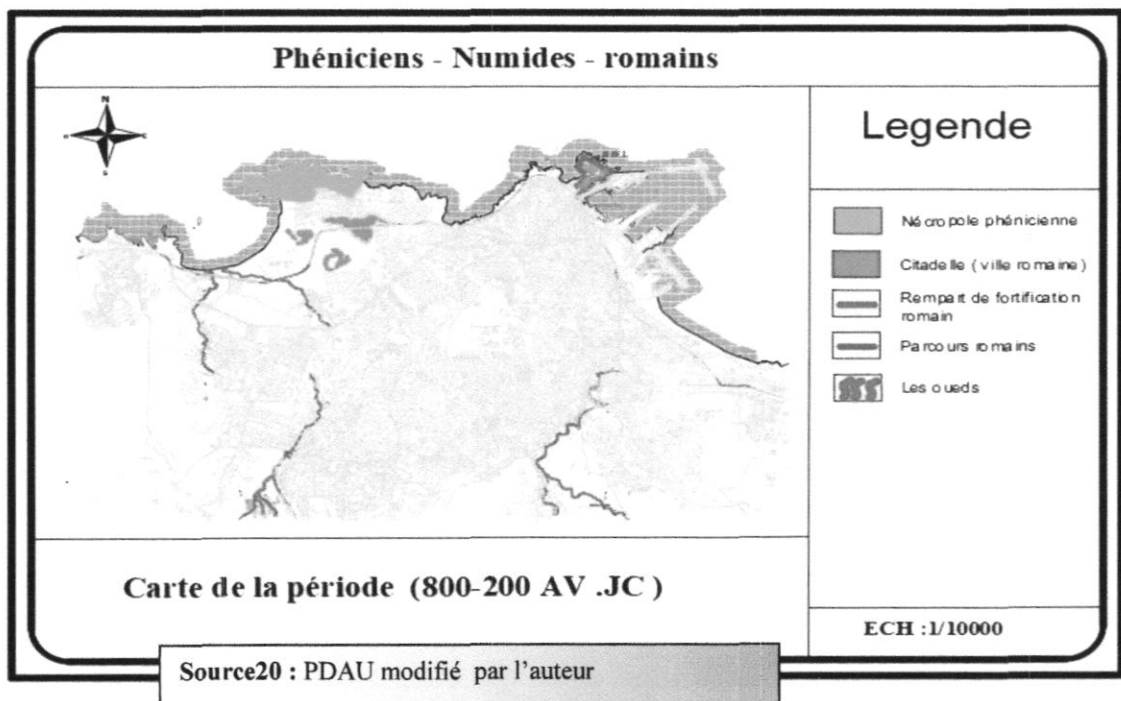 Phéniciens - Numides - romains
N
S
Legende
Nécropole phénicienne
Citadelle ( ville romaine)
Rempart de fortification
romain
Parcours romains
Les oueds
Carte de la période (800-200 AV .JC )
ECH :1/10000
Source20 : PDAU modifié par l'auteur